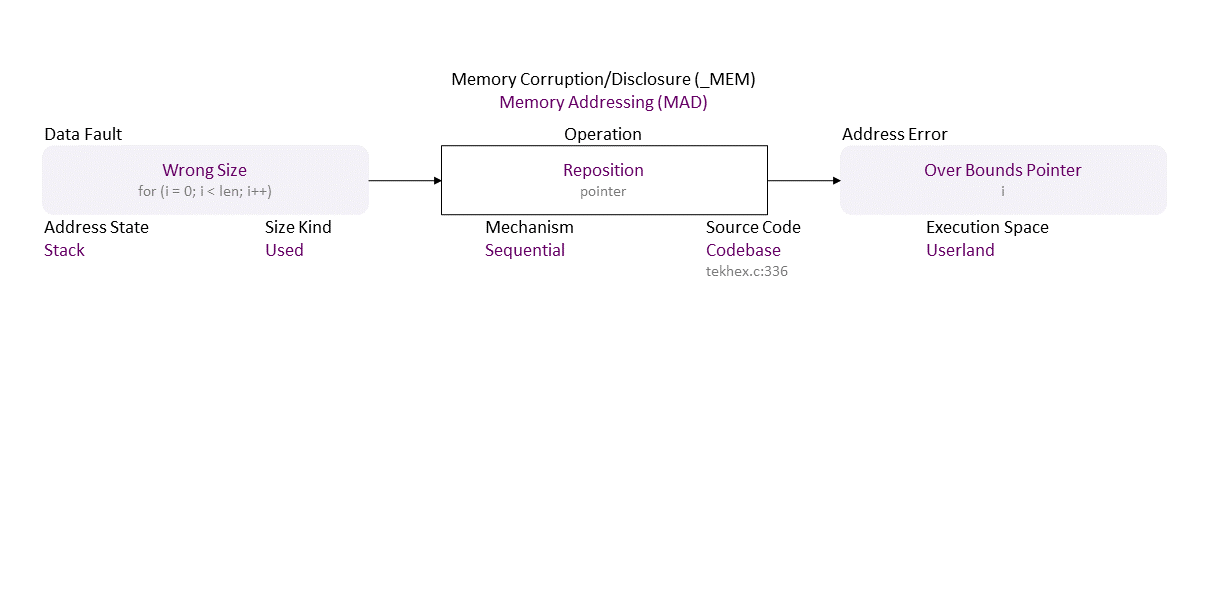 Memory Corruption/Disclosure (_MEM)
Memory Addressing (MAD)
Data Fault
Operation
Address Error
Wrong Size
for (i = 0; i < len; i++)
Reposition
pointer
Over Bounds Pointer
i
Address State
Stack
Size Kind
Used
Mechanism
Sequential
Source Code
Codebase
tekhex.c:336
Execution Space
Userland